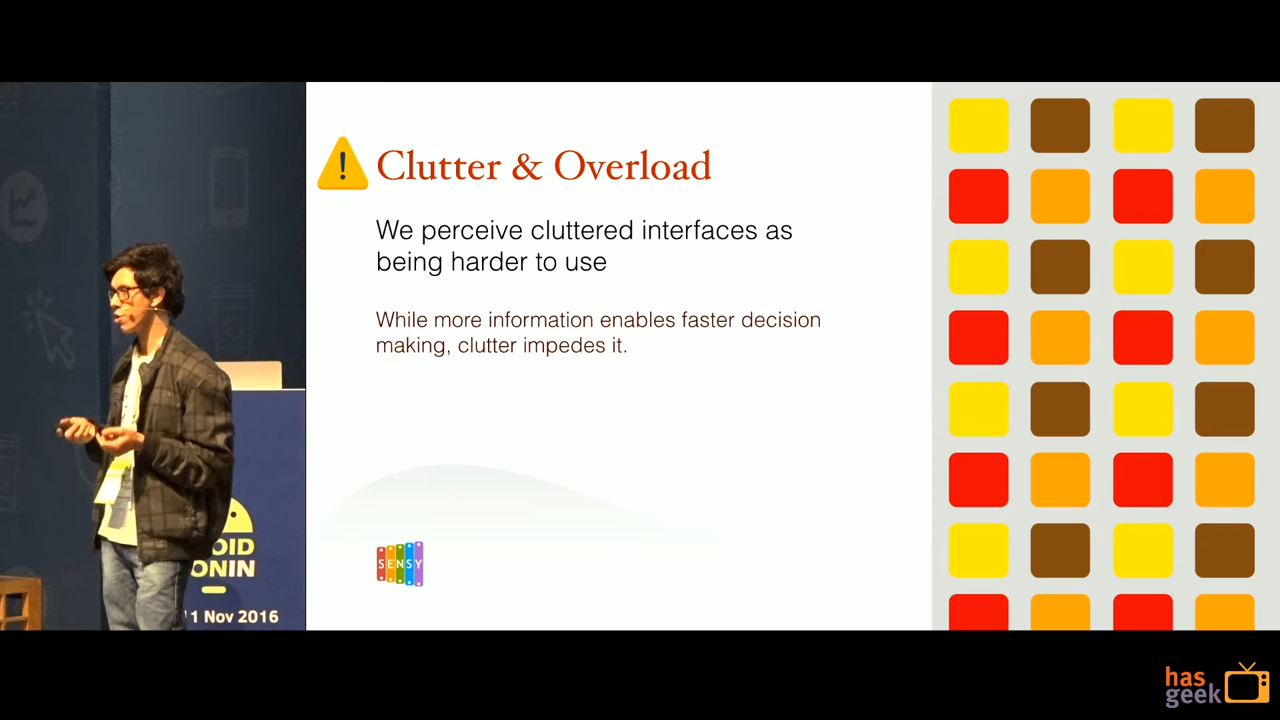 Clutter & Overload
We perceive cluttered interfaces as
being harder to use
While more information enables faster decision
making, clutter impedes it.
SENSY
OID
ONIN
1 Nov 2016
has
geek